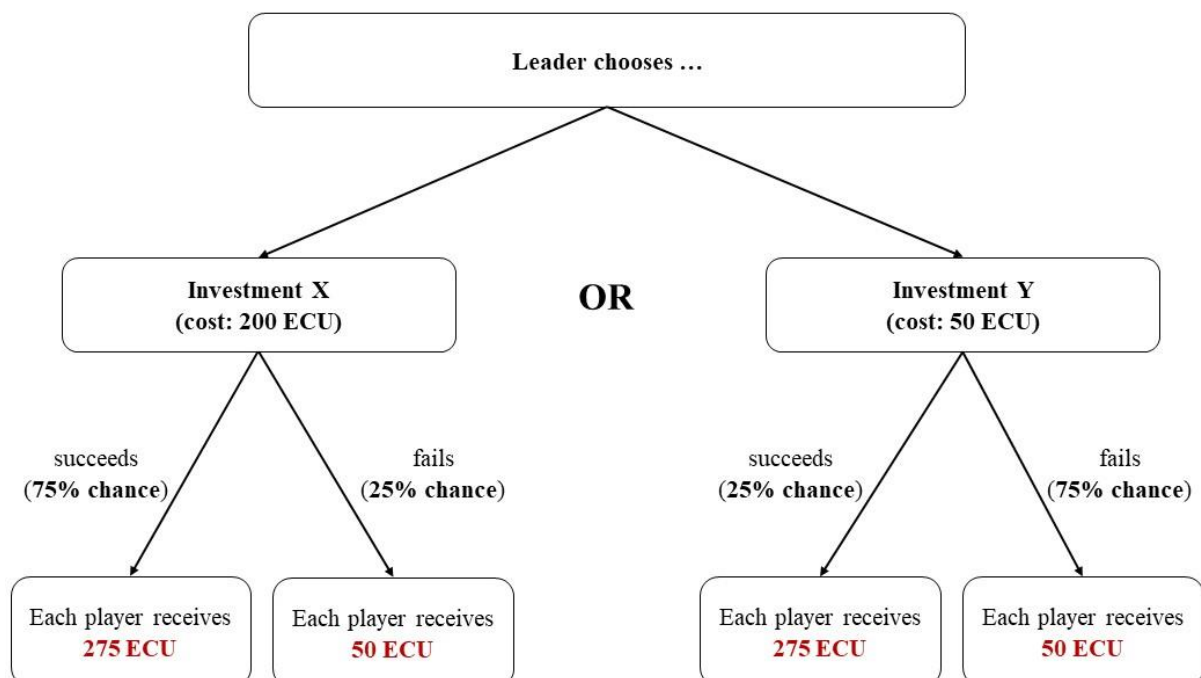 Leader chooses …
Investment X
(cost: 200 ECU)
OR
Investment Y
(cost: 50 ECU)
succeeds
(75% chance)
fails
(25% chance)
succeeds
(25% chance)
fails
(75% chance)
Each player receives
275 ECU
Each player receives
50 ECU
Each player receives
275 ECU
Each player receives
50 ECU